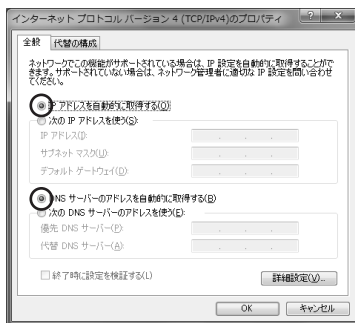 インターネット プロトコル バージョン 4 (TCP/IPv4)のプロパティ
全般 代替の構成
ネットワークでこの機能がサポートされている場合は、IP 設定を自動的に取得することがで
きます。サポートされていない場合は、ネットワーク管理者に適切な IP 設定を問い合わせ
てください。
IP アドレスを自動的に取得する(O)
次の IP アドレスを使う(S):
IP アドレス(I):
サブネット マスク(U):
デフォルト ゲートウェイ(D):
DNS サーバーのアドレスを自動的に取得する(B)
次の DNS サーバーのアドレスを使う(E):
優先 DNS サーバー(P):
代替 DNS サーバー(A):
終了時に設定を検証する(L)
詳細設定(V)...
OK キャンセル